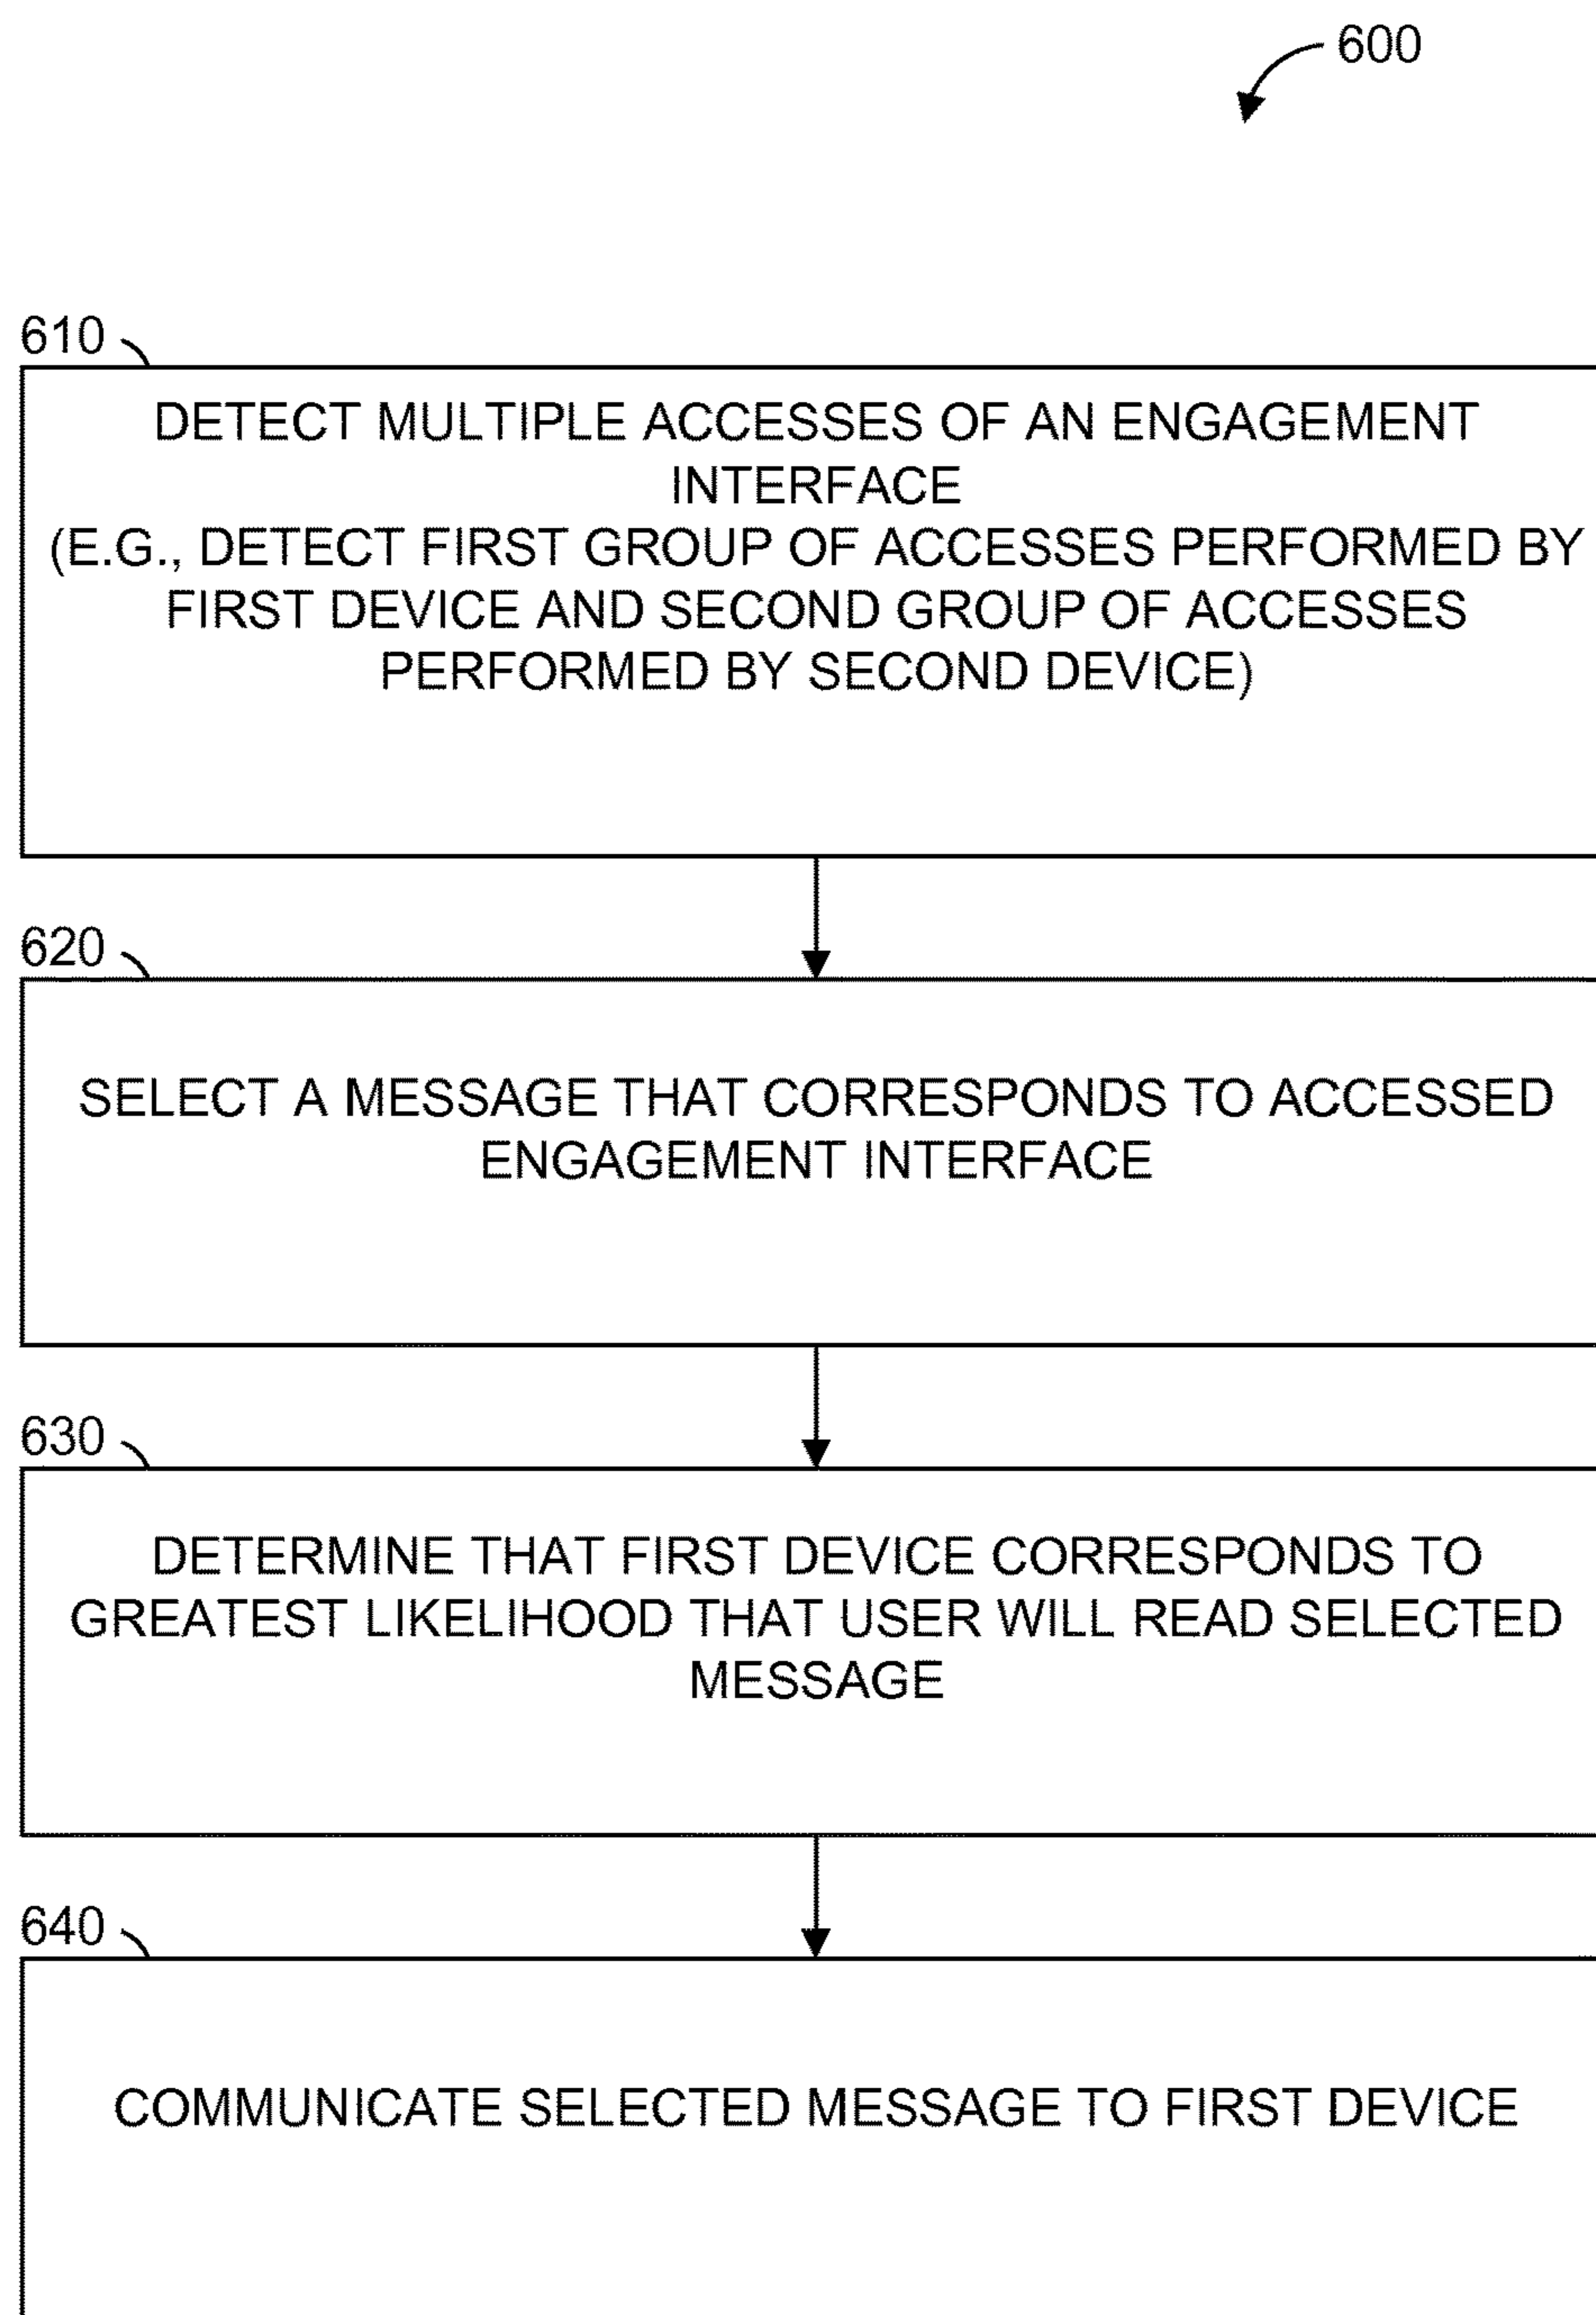 600
610
DETECT MULTIPLE ACCESSES OF AN ENGAGEMENT
INTERFACE
(E.G., DETECT FIRST GROUP OF ACCESSES PERFORMED BY
FIRST DEVICE AND SECOND GROUP OF ACCESSES
PERFORMED BY SECOND DEVICE)
620
SELECT A MESSAGE THAT CORRESPONDS TO ACCESSED
ENGAGEMENT INTERFACE
630
DETERMINE THAT FIRST DEVICE CORRESPONDS TO
GREATEST LIKELIHOOD THAT USER WILL READ SELECTED
MESSAGE
640
COMMUNICATE SELECTED MESSAGE TO FIRST DEVICE